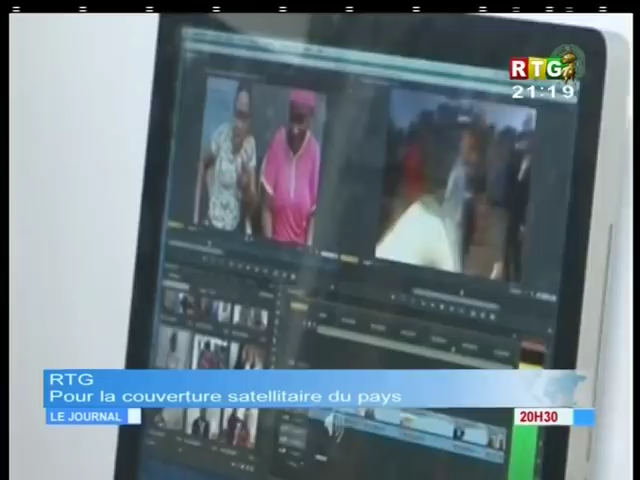 RTG
21:19
RTG
Pour la couverture satellitaire du pays
LE JOURNAL
20H30